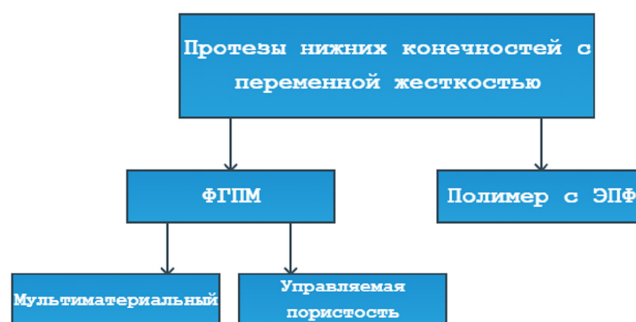 Протезы нижних конечностей с
переменной жесткостью
ФГПМ
Полимер с ЭПФ
Мультиматериальный
Управляемая
пористость